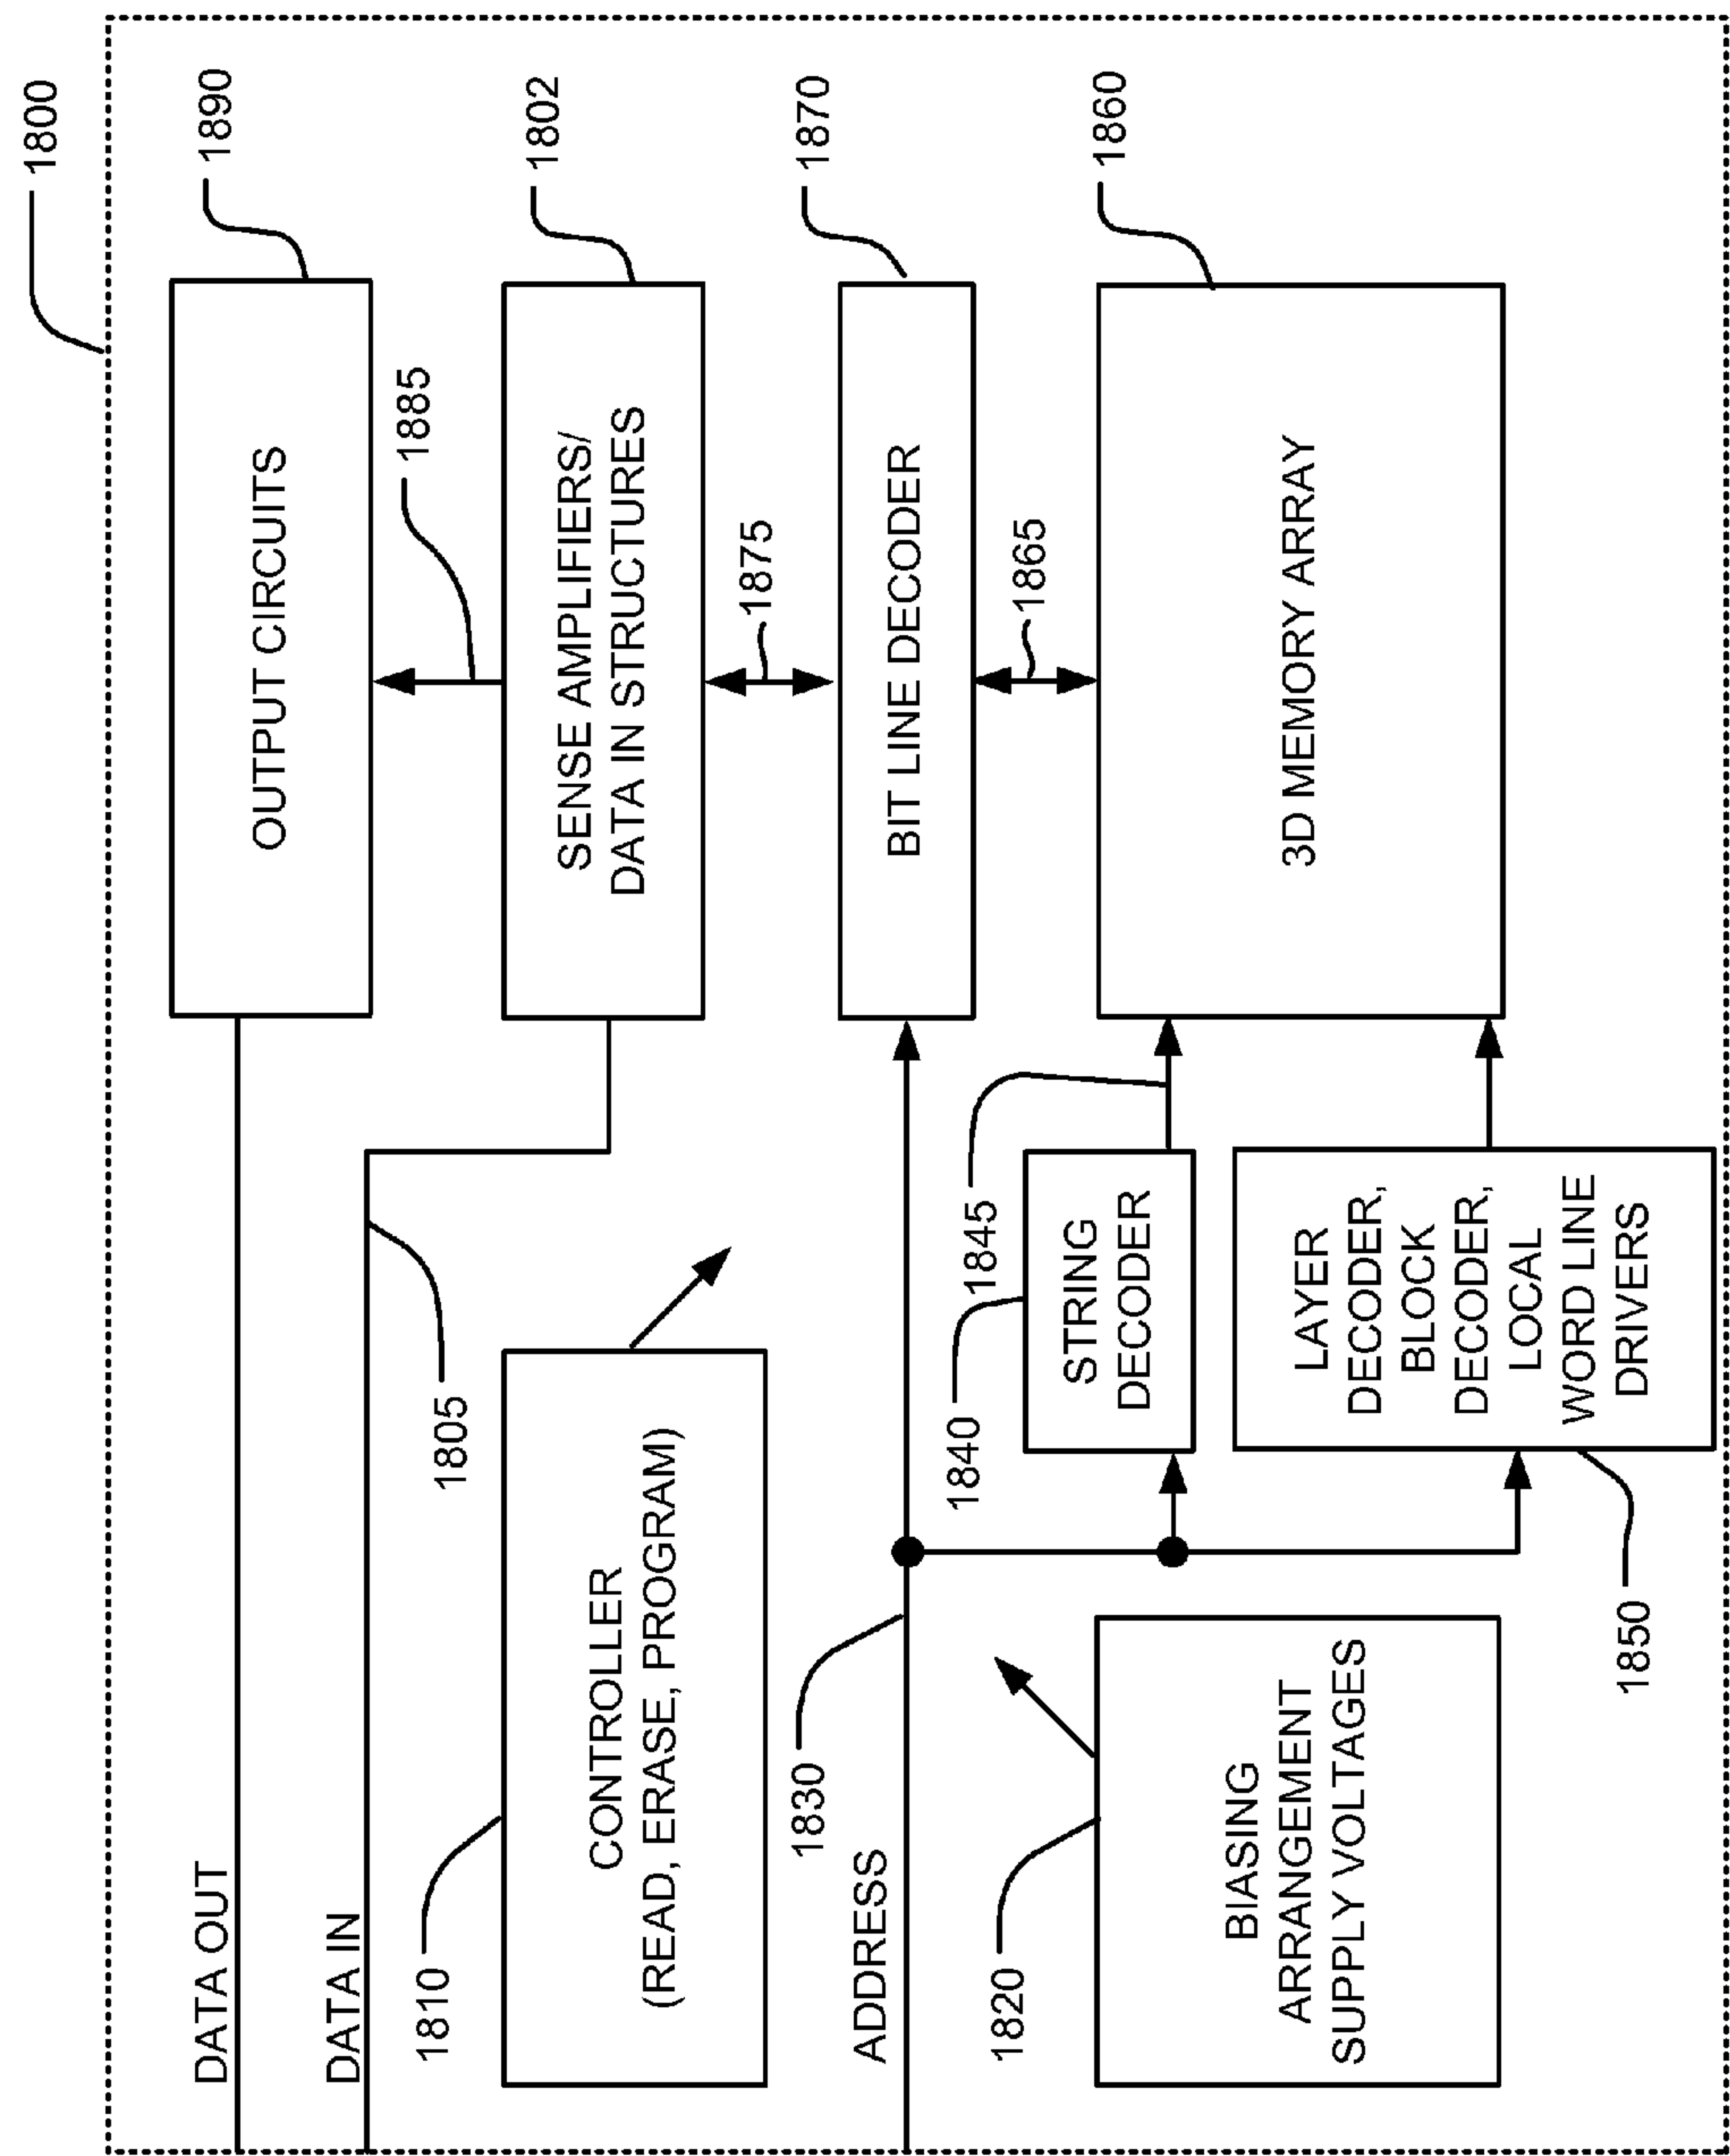 1800
DATA OUT
OUTPUT CIRCUITS
1890
DATA IN
1805
1885
SENSE AMPLIFIERS/
DATA IN STRUCTURES
1802
1810
CONTROLLER
(READ, ERASE, PROGRAM)
1875
1830
ADDRESS
BIT LINE DECODER
1870
1865
1840
1845
STRING
DECODER
3D MEMORY ARRAY
1860
1820
BIASING
ARRANGEMENT
SUPPLY VOLTAGES
LAYER
DECODER,
BLOCK
DECODER,
LOCAL
WORD LINE
DRIVERS
1850